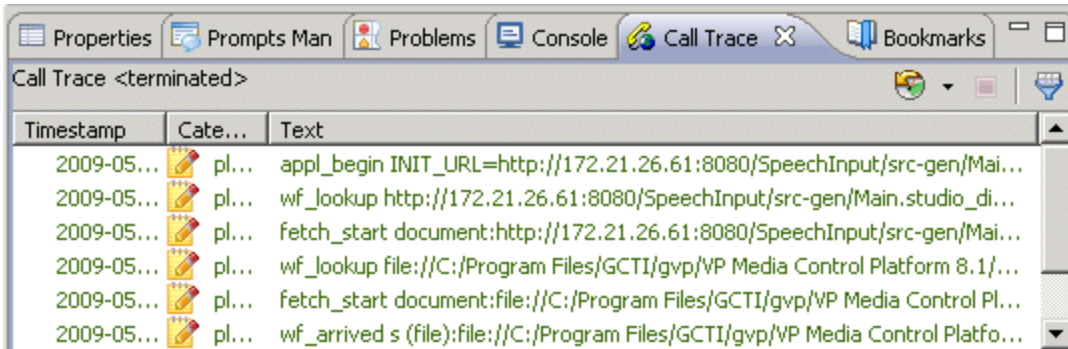 Properties Prompts Man Problems Console Call Trace Bookmarks
Call Trace <terminated>
Timestamp Cate... Text
2009-05... pl... appl_begin INIT_URL=http://172.21.26.61:8080/SpeechInput/src-gen/Mai...
2009-05... pl... wf_lookup http://172.21.26.61:8080/SpeechInput/src-gen/Main.studio_di...
2009-05... pl... fetch_start document:http://172.21.26.61:8080/SpeechInput/src-gen/Mai...
2009-05... pl... wf_lookup file://C:/Program Files/GCTI/gvp/VP Media Control Platform 8.1/...
2009-05... pl... fetch_start document:file://C:/Program Files/GCTI/gvp/VP Media Control Pl...
2009-05... pl... wf_arrived s (file):file://C:/Program Files/GCTI/gvp/VP Media Control Platfo...